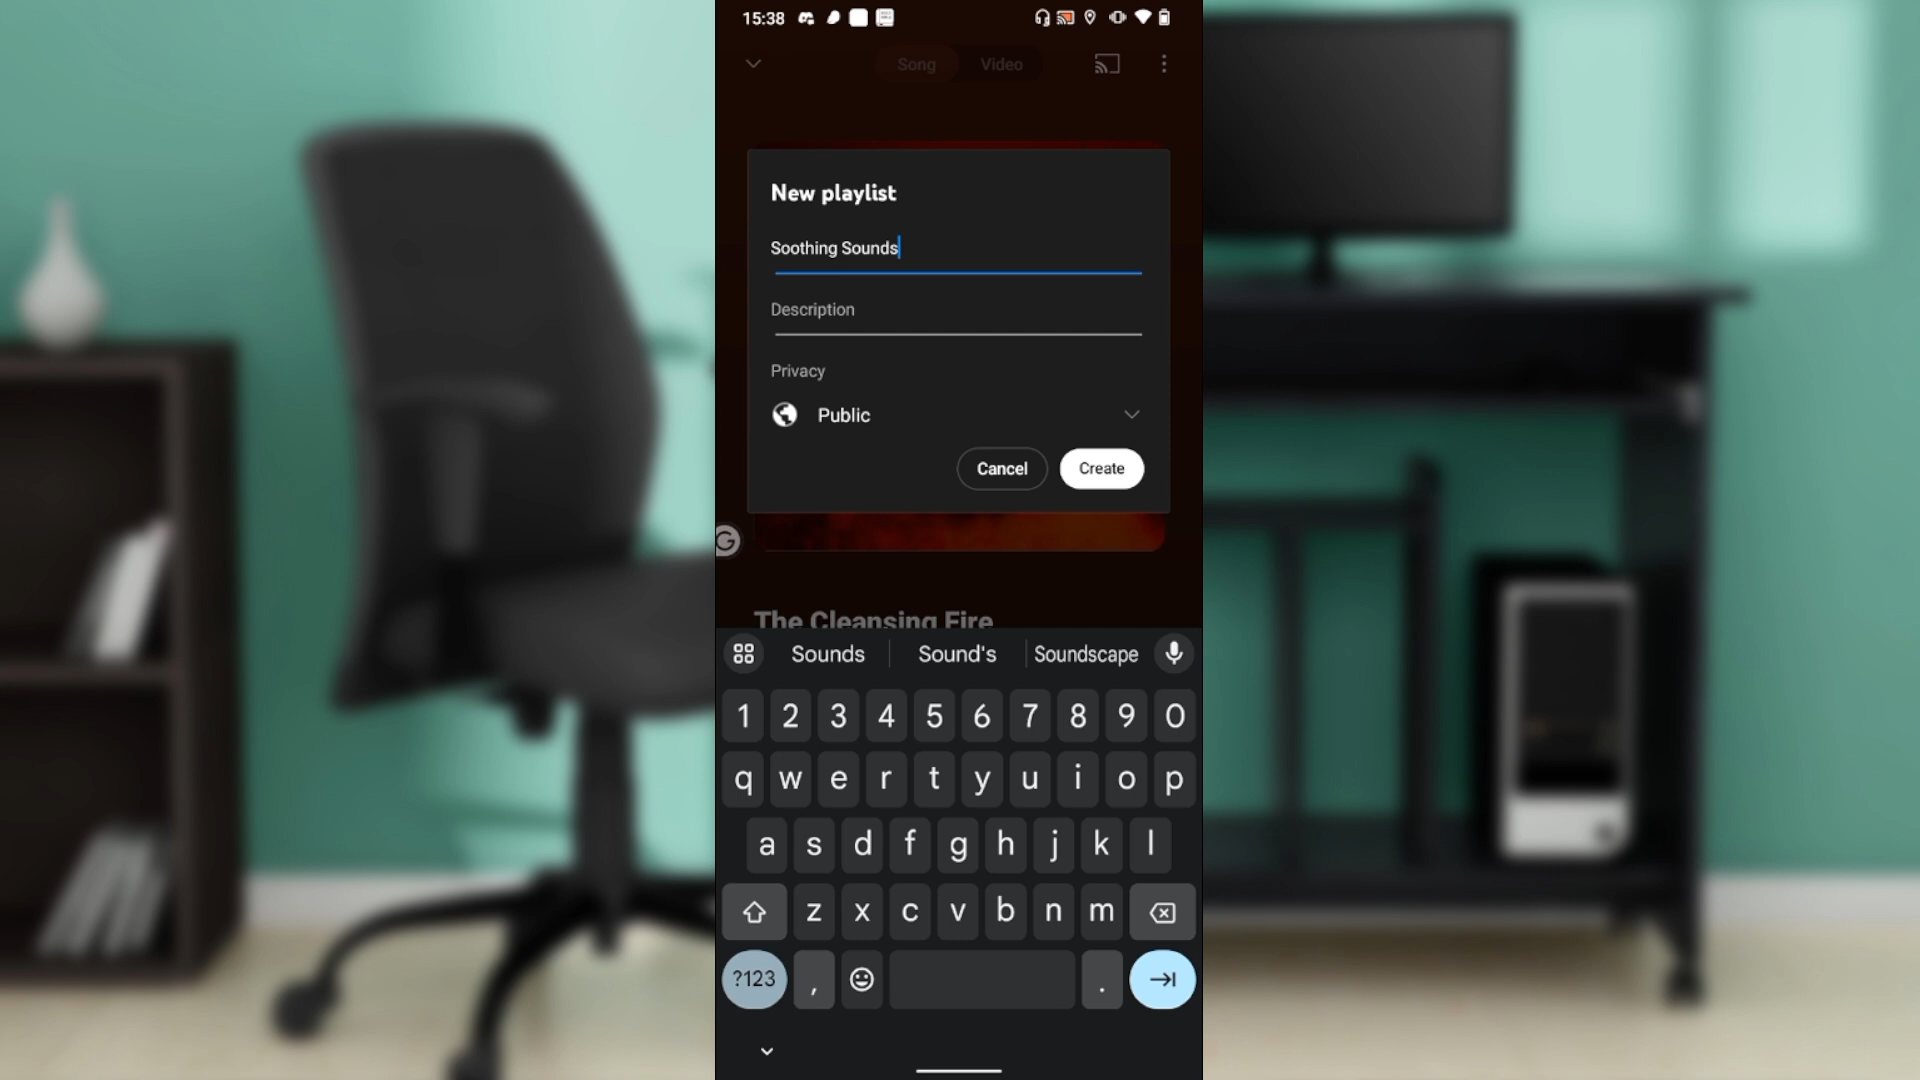 15:38
Song Video
New playlist
Soothing Sounds
Description
Privacy
Public
Cancel Create
G
The Cleansing Fire
Sounds Sound's Soundscape
1 2 3 4 5 6 7 8 9 0
q w e r t y u i o p
a s d f g h j k l
z x c v b n m
?123 , .